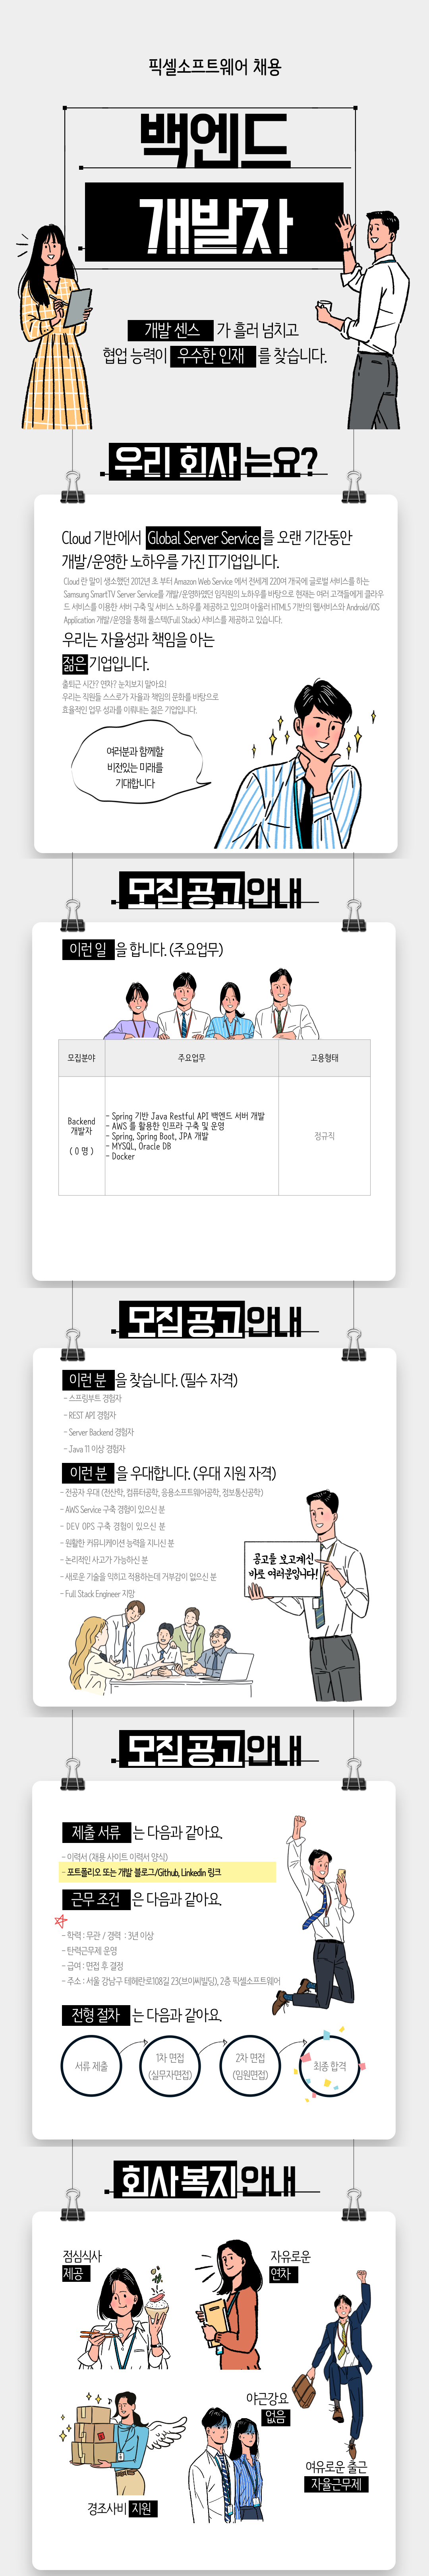 픽셀소프트웨어 채용
백엔드
개발자
개발 센스 가 흘러 넘치고
협업 능력이 우수한 인재 를 찾습니다.
우리 회사는요?
Cloud 기반에서 Global Server Service를 오랜 기간동안
개발/운영한 노하우를 가진 IT기업입니다.
Cloud 란 말이 생소했던 2012년 초 부터 Amazon Web Service 에서 전세계 220여 개국에 글로벌 서비스를 하는
Samsung SmartTV Server Service를 개발/운영하였던 임직원의 노하우를 바탕으로 현재는 여러 고객들에게 클라우
드 서비스를 이용한 서버 구축 및 서비스 노하우를 제공하고 있으며 아울러 HTML5 기반의 웹서비스와 Android/iOS
Application 개발/운영을 통해 풀스택(Full Stack) 서비스를 제공하고 있습니다.
우리는 자율성과 책임을 아는
젊은기업입니다.
출퇴근 시간? 연차? 눈치보지 말아요!
우리는 직원들 스스로가 자율과 책임의 문화를 바탕으로
효율적인 업무 성과를 이뤄내는 젊은 기업입니다.
여러분과 함께할
비전있는 미래를
기대합니다
모집공고안내
이런 일 을 합니다. (주요업무)
모집분야 주요업무 고용형태
Backend
개발자
( 0 명 )
- Spring 기반 Java Restful API 백엔드 서버 개발
- AWS 를 활용한 인프라 구축 및 운영
- Spring, Spring Boot, JPA 개발
- MYSQL, Oracle DB
- Docker
정규직
모집공고안내
이런 분 을 찾습니다. (필수 자격)
- 스프링부트 경험자
- REST API 경험자
- Server Backend 경험자
- Java 11 이상 경험자
이런 분 을 우대합니다. (우대 지원 자격)
- 전공자 우대 (전산학, 컴퓨터공학, 응용소프트웨어공학, 정보통신공학)
- AWS Service 구축 경험이 있으신 분
- DEV OPS 구축 경험이 있으신 분
- 원활한 커뮤니케이션 능력을 지니신 분
- 논리적인 사고가 가능하신 분
- 새로운 기술을 익히고 적용하는데 거부감이 없으신 분
- Full Stack Engineer 지망
공고를 보고계신
바로 여러분입니다!
모집공고안내
제출 서류 는 다음과 같아요.
- 이력서 (채용 사이트 이력서 양식)
- 포트폴리오 또는 개발 블로그/Github, Linkedin 링크
근무 조건 은 다음과 같아요.
- 학력 : 무관 / 경력 : 3년 이상
- 탄력근무제 운영
- 급여 : 면접 후 결정
- 주소 : 서울 강남구 테헤란로108길 23(브이씨빌딩), 2층 픽셀소프트웨어
전형 절차 는 다음과 같아요.
서류 제출
1차 면접
(실무자면접)
2차 면접
(임원면접)
최종 합격
회사복지안내
점심식사
제공
자유로운
연차
야근강요
없음
여유로운 출근
자율근무제
경조사비 지원